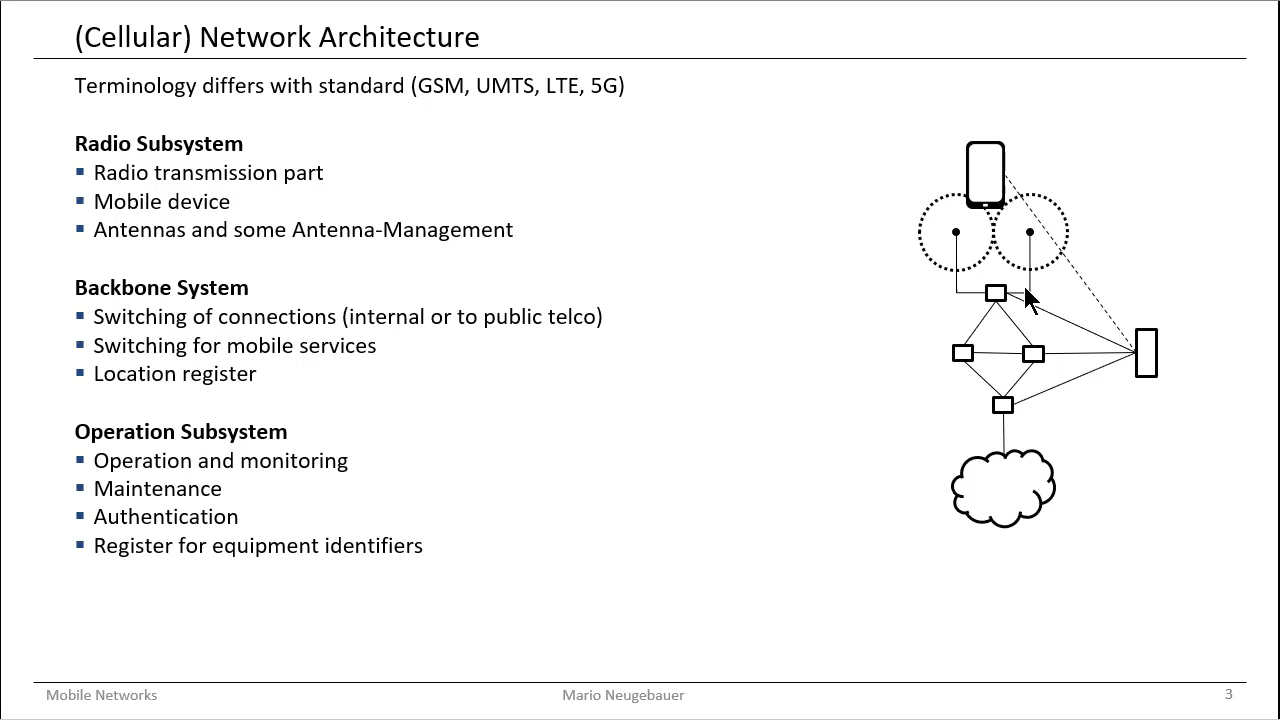 (Cellular) Network Architecture
Terminology differs with standard (GSM, UMTS, LTE, 5G)
Radio Subsystem
Radio transmission part
Mobile device
Antennas and some Antenna-Management
Backbone System
Switching of connections (internal or to public telco)
Switching for mobile services
Location register
Operation Subsystem
Operation and monitoring
Maintenance
Authentication
Register for equipment identifiers
Mobile Networks
Mario Neugebauer
3